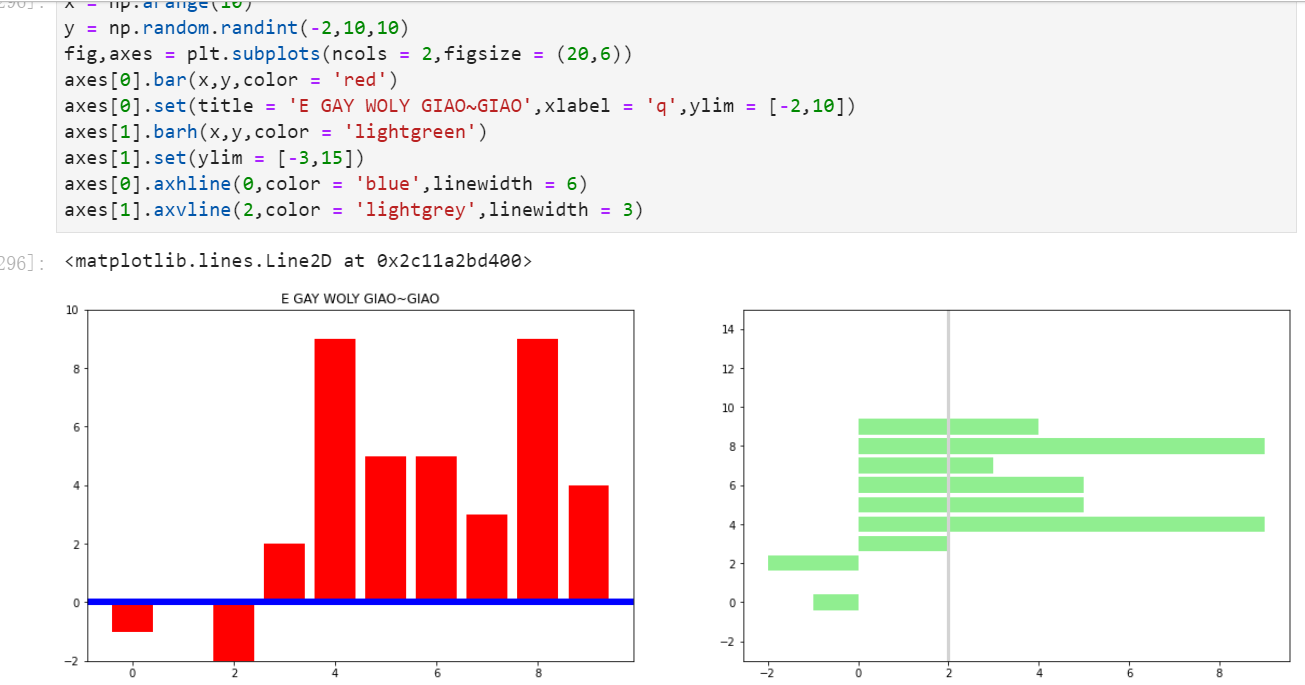 x = np.arange(10)
y = np.random.randint(-2,10,10)
fig,axes = plt.subplots(ncols = 2,figsize = (20,6))
axes[0].bar(x,y,color = 'red')
axes[0].set(title = 'E GAY WOLY GIAO~GIAO',xlabel = 'q',ylim = [-2,10])
axes[1].barh(x,y,color = 'lightgreen')
axes[1].set(ylim = [-3,15])
axes[0].axhline(0,color = 'blue',linewidth = 6)
axes[1].axvline(2,color = 'lightgrey',linewidth = 3)
296]: <matplotlib.lines.Line2D at 0x2c11a2bd400>
E GAY WOLY GIAO~GIAO
10
8
6
4
2
0
−2
0 2 4 6 8
14
12
10
8
6
4
2
0
−2
−2 0 2 4 6 8